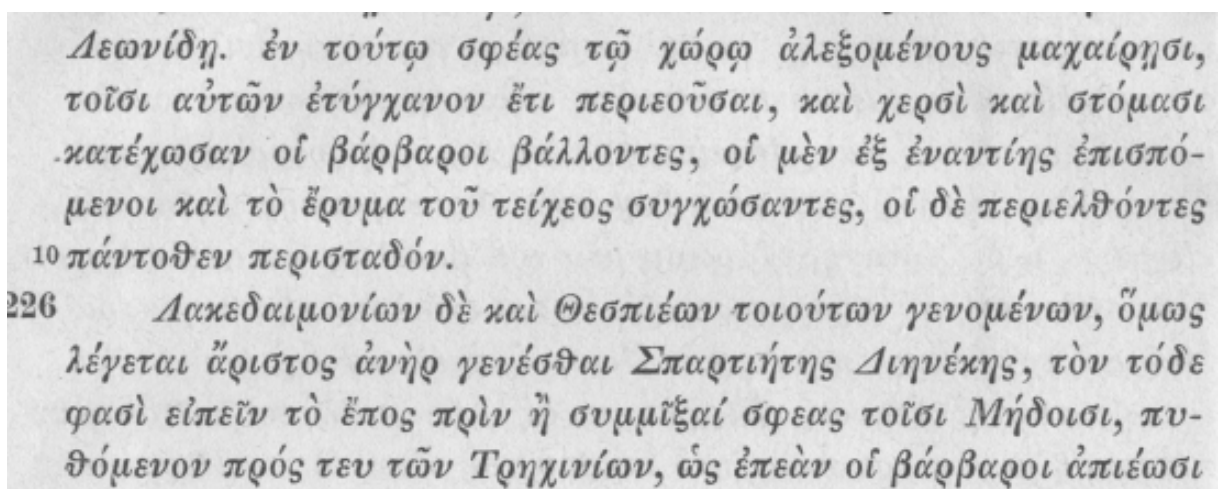 Λεωνίδῃ. ἐν τούτῳ σφέας τῷ χώρῳ ἀλεξομένους μαχαίρῃσι,
τοῖσι αὐτῶν ἐτύγχανον ἔτι περιεοῦσαι, καὶ χερσὶ καὶ στόμασι
κατέχωσαν οἱ βάρβαροι βάλλοντες, οἱ μὲν ἐξ ἐναντίης ἐπισπό-
μενοι καὶ τὸ ἔρυμα τοῦ τείχεος συγχώσαντες, οἱ δὲ περιελθόντες
10 πάντοθεν περισταδόν.
226 Λακεδαιμονίων δὲ καὶ Θεσπιέων τοιούτων γενομένων, ὅμως
λέγεται ἄριστος ἀνὴρ γενέσθαι Σπαρτιήτης Διηνέκης, τὸν τόδε
φασὶ εἰπεῖν τὸ ἔπος πρὶν ἢ συμμῖξαί σφεας τοῖσι Μήδοισι, πυ-
θόμενον πρός τευ τῶν Τρηχινίων, ὡς ἐπεὰν οἱ βάρβαροι ἀπιέωσι